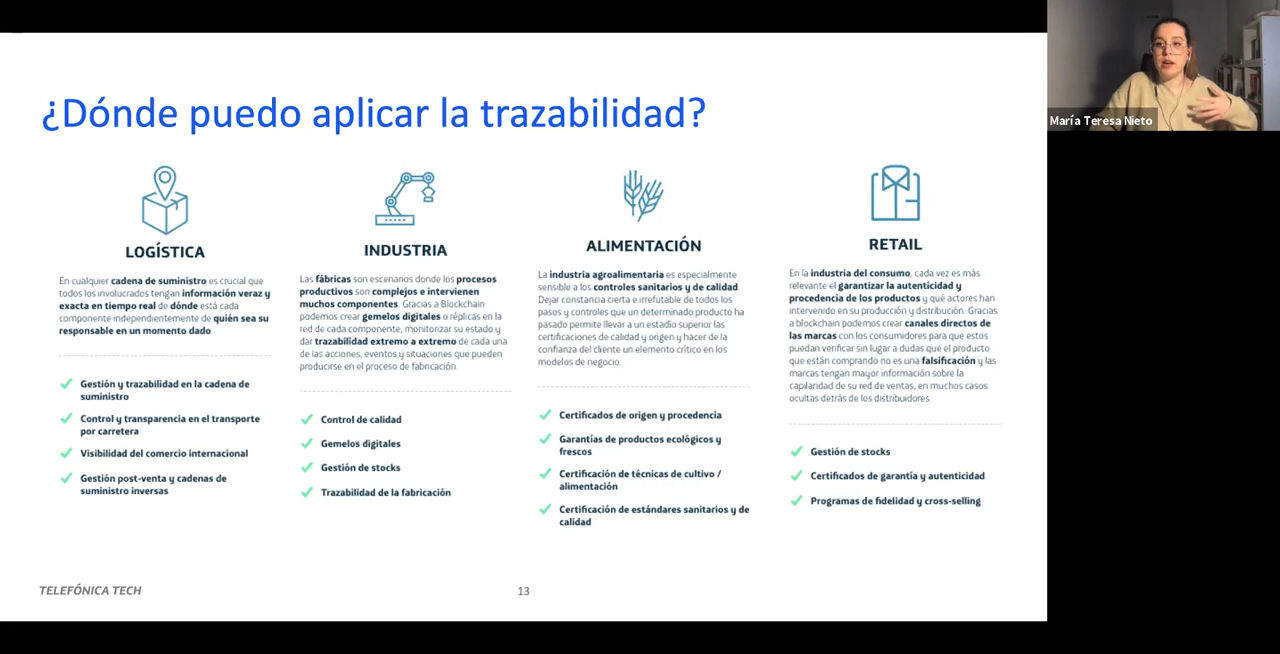 ¿Dónde puedo aplicar la trazabilidad?
María Teresa Nieto
LOGÍSTICA
En cualquier cadena de suministro es crucial que
todos los involucrados tengan información veraz y
exacta en tiempo real de dónde está cada
componente independientemente de quién sea su
responsable en un momento dado.
Gestión y trazabilidad en la cadena de
suministro
Control y transparencia en el transporte
por carretera
Visibilidad del comercio internacional
Gestión post-venta y cadenas de
suministro inversas
INDUSTRIA
Las fábricas son escenarios donde los procesos
productivos son complejos e intervienen
muchos componentes. Gracias a Blockchain
podemos crear gemelos digitales o réplicas en la
red de cada componente, monitorizar su estado y
dar trazabilidad extremo a extremo de cada una
de las acciones, eventos y situaciones que pueden
producirse en el proceso de fabricación.
Control de calidad
Gemelos digitales
Gestión de stocks
Trazabilidad de la fabricación
ALIMENTACIÓN
La industria agroalimentaria es especialmente
sensible a los controles sanitarios y de calidad.
Dejar constancia cierta e irrefutable de todos los
pasos y controles que un determinado producto ha
pasado permite llevar a un estadío superior las
certificaciones de calidad y origen y hacer de la
confianza del cliente un elemento crítico en los
modelos de negocio.
Certificados de origen y procedencia
Garantías de productos ecológicos y
frescos
Certificación de técnicas de cultivo /
alimentación
Certificación de estándares sanitarios y de
calidad
RETAIL
En la industria del consumo, cada vez es más
relevante el garantizar la autenticidad y
procedencia de los productos y qué actores han
intervenido en su producción y distribución. Gracias
a blockchain podemos crear canales directos de
las marcas con los consumidores para que estos
puedan verificar sin lugar a dudas que el producto
que están comprando no es una falsificación y las
marcas tengan mayor información sobre la
capilaridad de su red de ventas, en muchos casos
ocultas detrás de los distribuidores.
Gestión de stocks
Certificados de garantía y autenticidad
Programas de fidelidad y cross-selling
TELEFÓNICA TECH
13